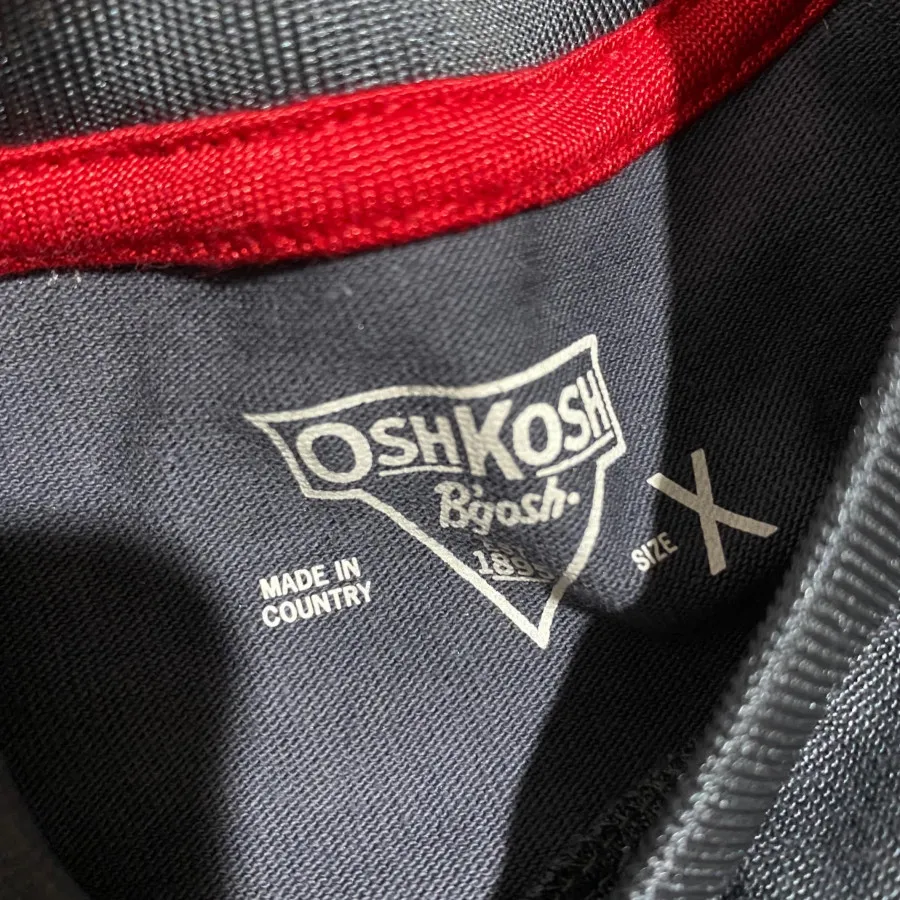 OSHKOSH
B'gosh.
MADE IN
COUNTRY
SIZE X